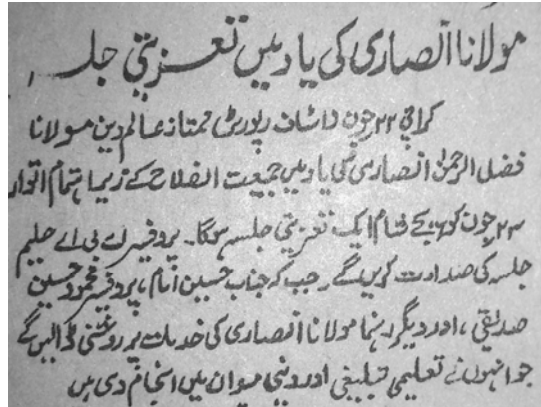 مولانا انصاری کی یاد میں تعزیتی جلسہ
کراچی ۲۲ جون (اسٹاف رپورٹر) ممتاز عالم دین مولانا
فضل الرحمٰن انصاری کی یاد میں جمعیت الفلاح کے زیر اہتمام اتوار
۲۳ جون کو ۶ بجے شام ایک تعزیتی جلسہ ہوگا۔ پروفیسر اے بی اے حلیم
جلسہ کی صدارت کریں گے۔ جب کہ جناب حسین امام، پروفیسر محمود حسین
صدیقی، اور دیگر رہنما مولانا انصاری کی خدمات پر روشنی ڈالیں گے
جو انہوں نے تعلیمی تبلیغی اور دینی میدان میں انجام دی ہیں